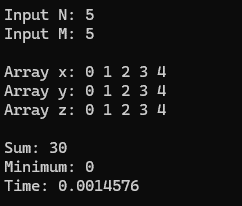 Input N: 5
Input M: 5
Array x: 0 1 2 3 4
Array y: 0 1 2 3 4
Array z: 0 1 2 3 4
Sum: 30
Minimum: 0
Time: 0.0014576